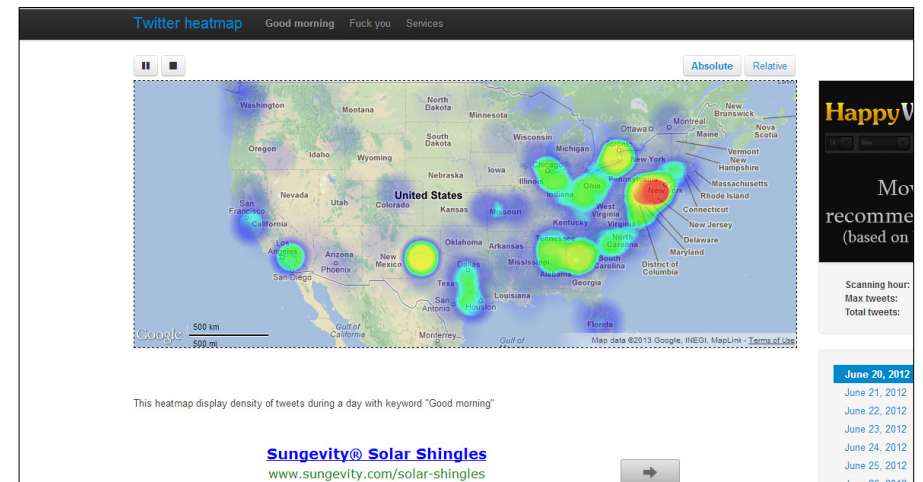 Twitter heatmap Good morning Fuck you Services
Absolute Relative
Washington
Montana
North Dakota
Minnesota
Ottawa
Montreal
New Brunswick
Maine
Nova Scotia
Oregon
Idaho
Wyoming
South Dakota
Wisconsin
Michigan
Toronto
New York
Vermont
New Hampshire
Massachusetts
Rhode Island
Connecticut
New Jersey
Delaware
Maryland
District of Columbia
Nebraska
Iowa
Chicago
Illinois
Indiana
Ohio
Pennsylvania
New York
Nevada
Utah
Colorado
United States
Kansas
Missouri
West Virginia
Virginia
Kentucky
San Francisco
California
Los Angeles
San Diego
Arizona
Phoenix
New Mexico
Oklahoma
Arkansas
Tennessee
North Carolina
South Carolina
Mississippi
Alabama
Georgia
Dallas
Texas
San Antonio
Houston
Louisiana
Florida
Gulf of California
Monterrey
Gulf of
Google
500 km
500 mi
Map data ©2013 Google, INEGI, MapLink - Terms of Use
This heatmap display density of tweets during a day with keyword "Good morning"
Sungevity® Solar Shingles
www.sungevity.com/solar-shingles
Happy
Mo
recomme
(based on
Scanning hour:
Max tweets:
Total tweets:
June 20, 2012
June 21, 2012
June 22, 2012
June 23, 2012
June 24, 2012
June 25, 2012